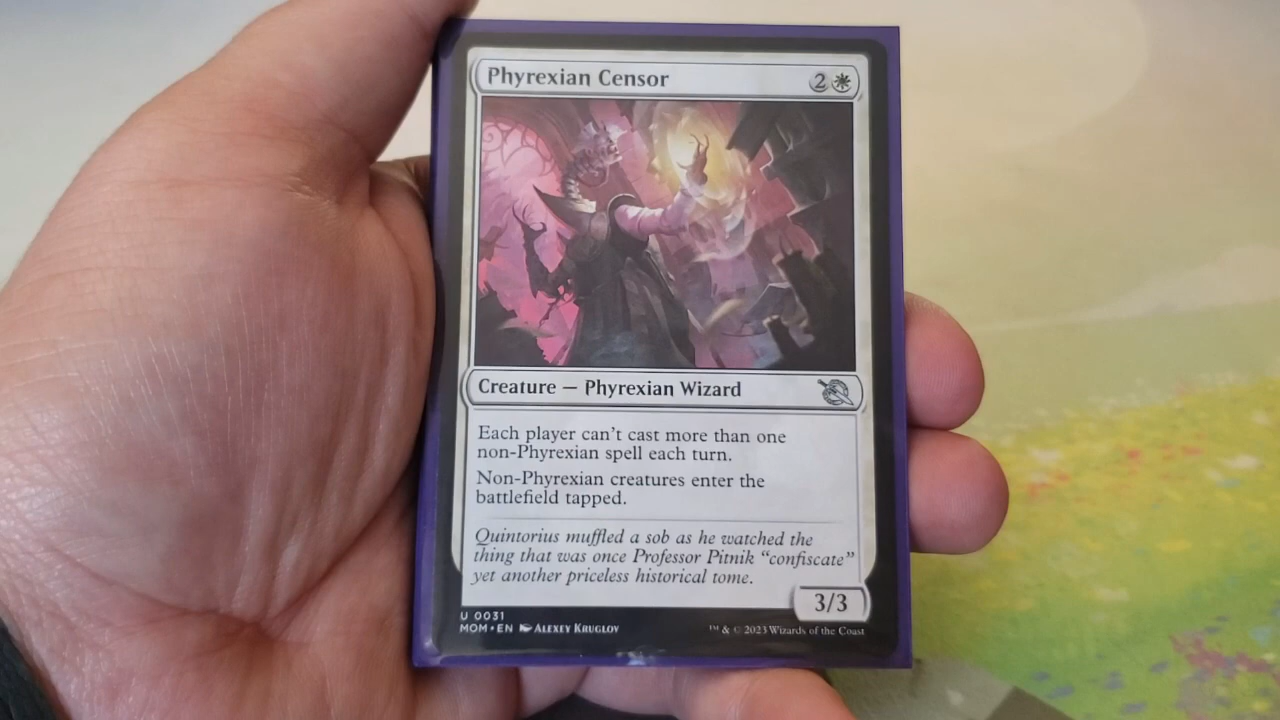 Phyrexian Censor 2
Creature — Phyrexian Wizard
Each player can't cast more than one
non-Phyrexian spell each turn.
Non-Phyrexian creatures enter the
battlefield tapped.
Quintorius muffled a sob as he watched the
thing that was once Professor Pitnik “confiscate”
yet another priceless historical tome.
3/3
U 0031
MOM • EN Alexey Kruglov
™ & © 2023 Wizards of the Coast